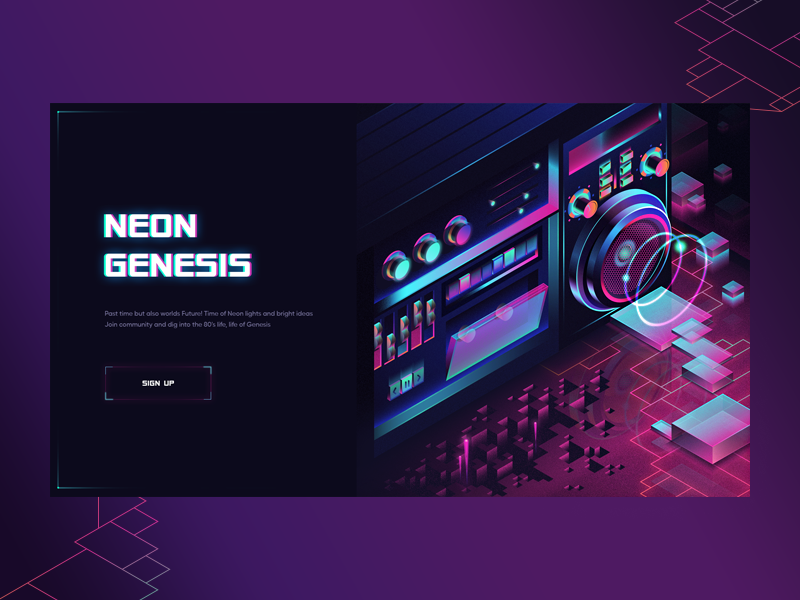 NEON
GENESIS
Past time but also worlds Future! Time of Neon lights and bright ideas
Join community and dig into the 80's life, life of Genesis
SIGN UP